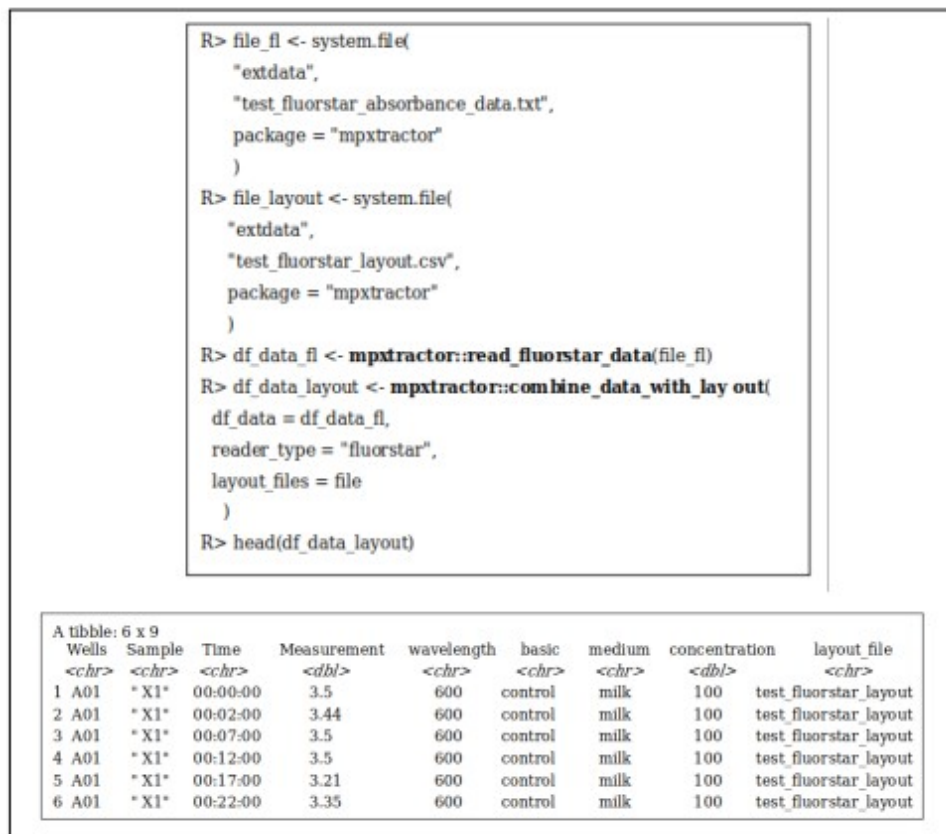 R> file_fl <- system.file(
"extdata",
"test_fluorstar_absorbance_data.txt",
package = "mpxtractor"
)
R> file_layout <- system.file(
"extdata",
"test_fluorstar_layout.csv",
package = "mpxtractor"
)
R> df_data_fl <- mpxtractor::read_fluorstar_data(file_fl)
R> df_data_layout <- mpxtractor::combine_data_with_lay out(
df_data = df_data_fl,
reader_type = "fluorstar",
layout_files = file
)
R> head(df_data_layout)
A tibble: 6 x 9
Wells Sample Time Measurement wavelength basic medium concentration layout_file
<chr> <chr> <chr> <dbl> <chr> <chr> <chr> <dbl> <chr>
1 A01 " X1" 00:00:00 3.5 600 control milk 100 test_fluorstar_layout
2 A01 " X1" 00:02:00 3.44 600 control milk 100 test_fluorstar_layout
3 A01 " X1" 00:07:00 3.5 600 control milk 100 test_fluorstar_layout
4 A01 " X1" 00:12:00 3.5 600 control milk 100 test_fluorstar_layout
5 A01 " X1" 00:17:00 3.21 600 control milk 100 test_fluorstar_layout
6 A01 " X1" 00:22:00 3.35 600 control milk 100 test_fluorstar_layout